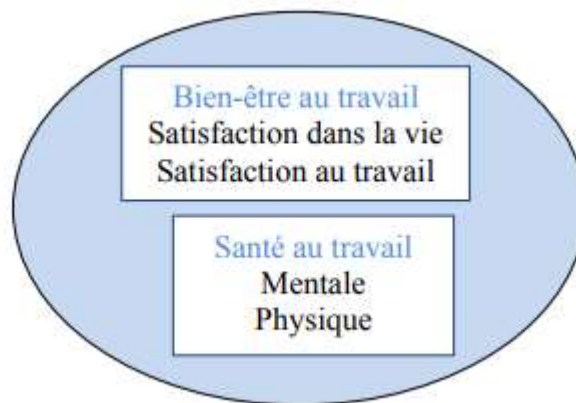 Bien-être au travail
Satisfaction dans la vie
Satisfaction au travail
Santé au travail
Mentale
Physique